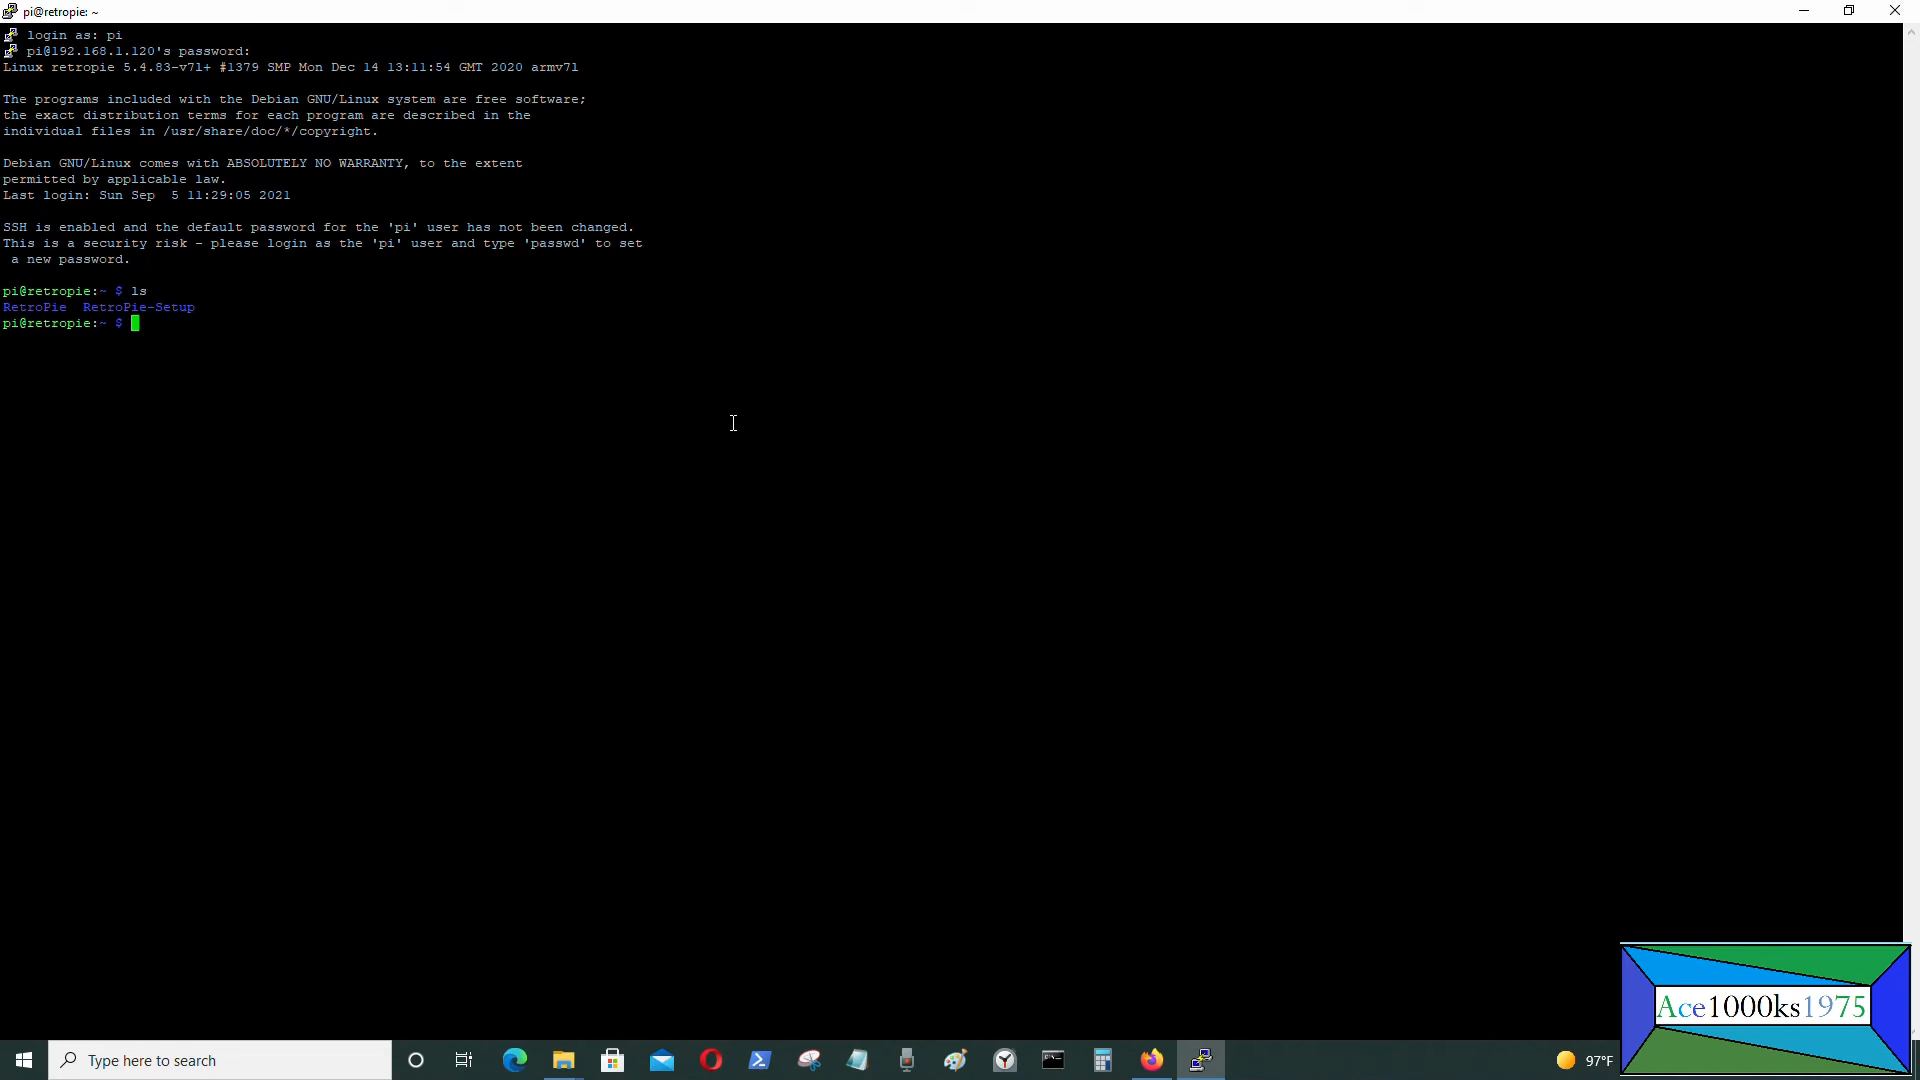 pi@retropie: ~
login as: pi
pi@192.168.1.120's password:
Linux retropie 5.4.83-v7l+ #1379 SMP Mon Dec 14 13:11:54 GMT 2020 armv7l
The programs included with the Debian GNU/Linux system are free software;
the exact distribution terms for each program are described in the
individual files in /usr/share/doc/*/copyright.
Debian GNU/Linux comes with ABSOLUTELY NO WARRANTY, to the extent
permitted by applicable law.
Last login: Sun Sep  5 11:29:05 2021
SSH is enabled and the default password for the 'pi' user has not been changed.
This is a security risk - please login as the 'pi' user and type 'passwd' to set
 a new password.
pi@retropie:~ $ ls
RetroPie  RetroPie-Setup
pi@retropie:~ $
Ace1000ks1975
Type here to search
97°F